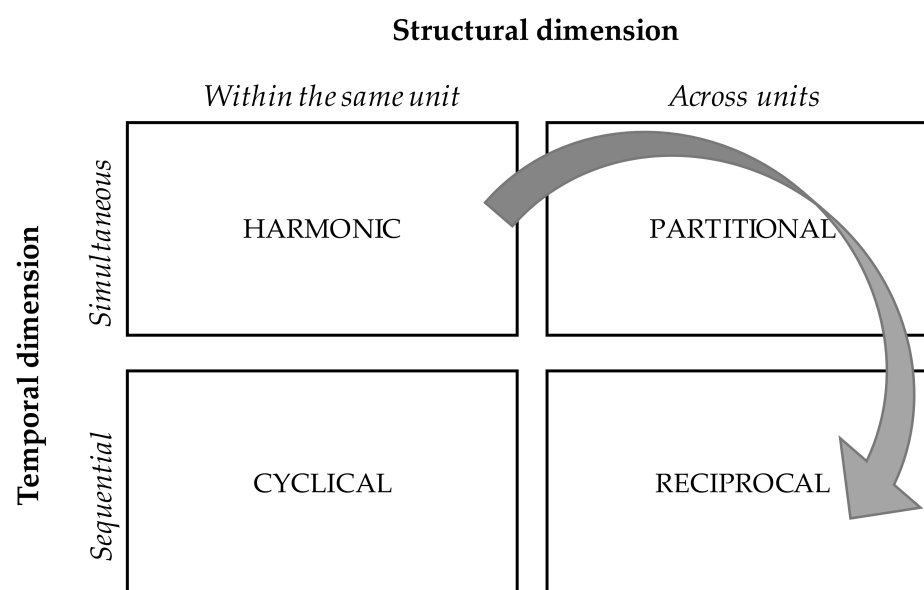 Structural dimension
Within the same unit
Across units
Temporal dimension
Simultaneous
HARMONIC
PARTITIONAL
Sequential
CYCLICAL
RECIPROCAL